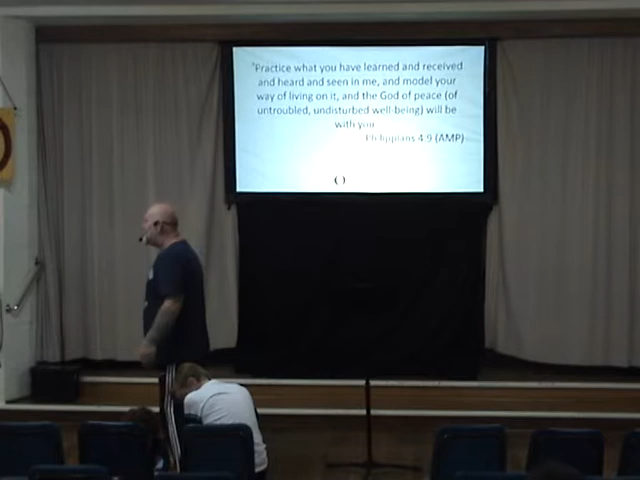 "Practice what you have learned and received
and heard and seen in me, and model your
way of living on it, and the God of peace (of
untroubled, undisturbed well-being) will be
with you.
Philippians 4:9 (AMP)
()